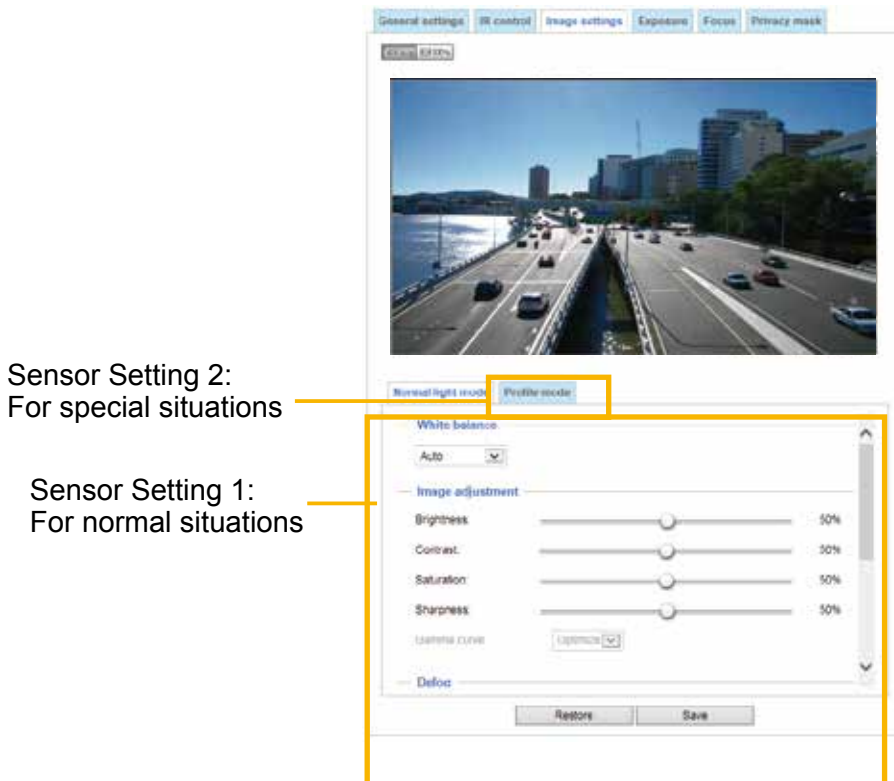 General settings IR control Image settings Exposure Focus Privacy mask
Sensor Setting 2:
For special situations
Normal light mode Profile mode
White balance
Auto
Sensor Setting 1:
For normal situations
Image adjustment
Brightness: 50%
Contrast: 50%
Saturation: 50%
Sharpness: 50%
Gamma curve: Optimize
Defog
Restore Save